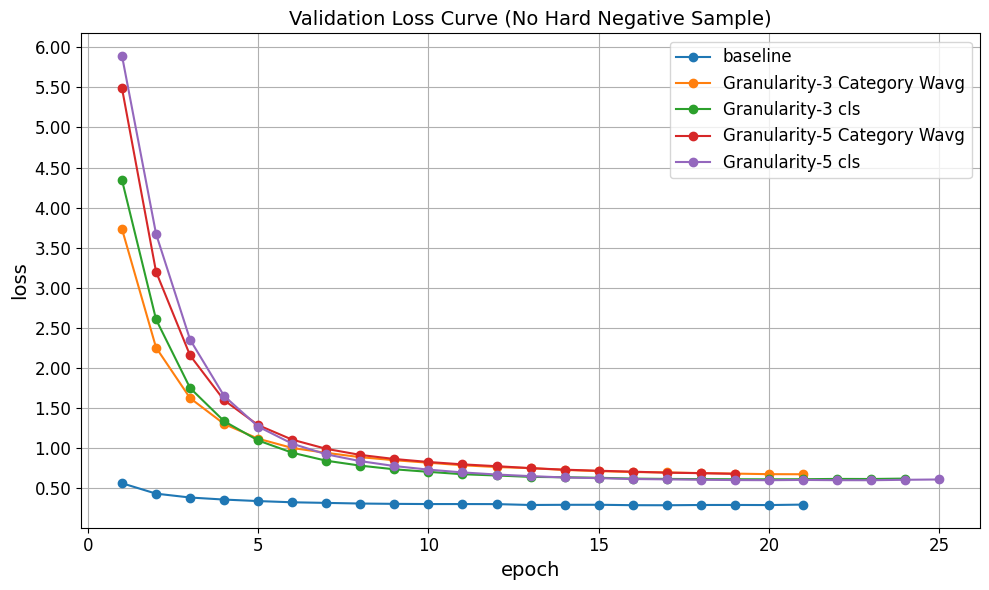 Validation Loss Curve (No Hard Negative Sample)
baseline
Granularity-3 Category Wavg
Granularity-3 cls
Granularity-5 Category Wavg
Granularity-5 cls
loss
6.00
5.50
5.00
4.50
4.00
3.50
3.00
2.50
2.00
1.50
1.00
0.50
0 5 10 15 20 25
epoch